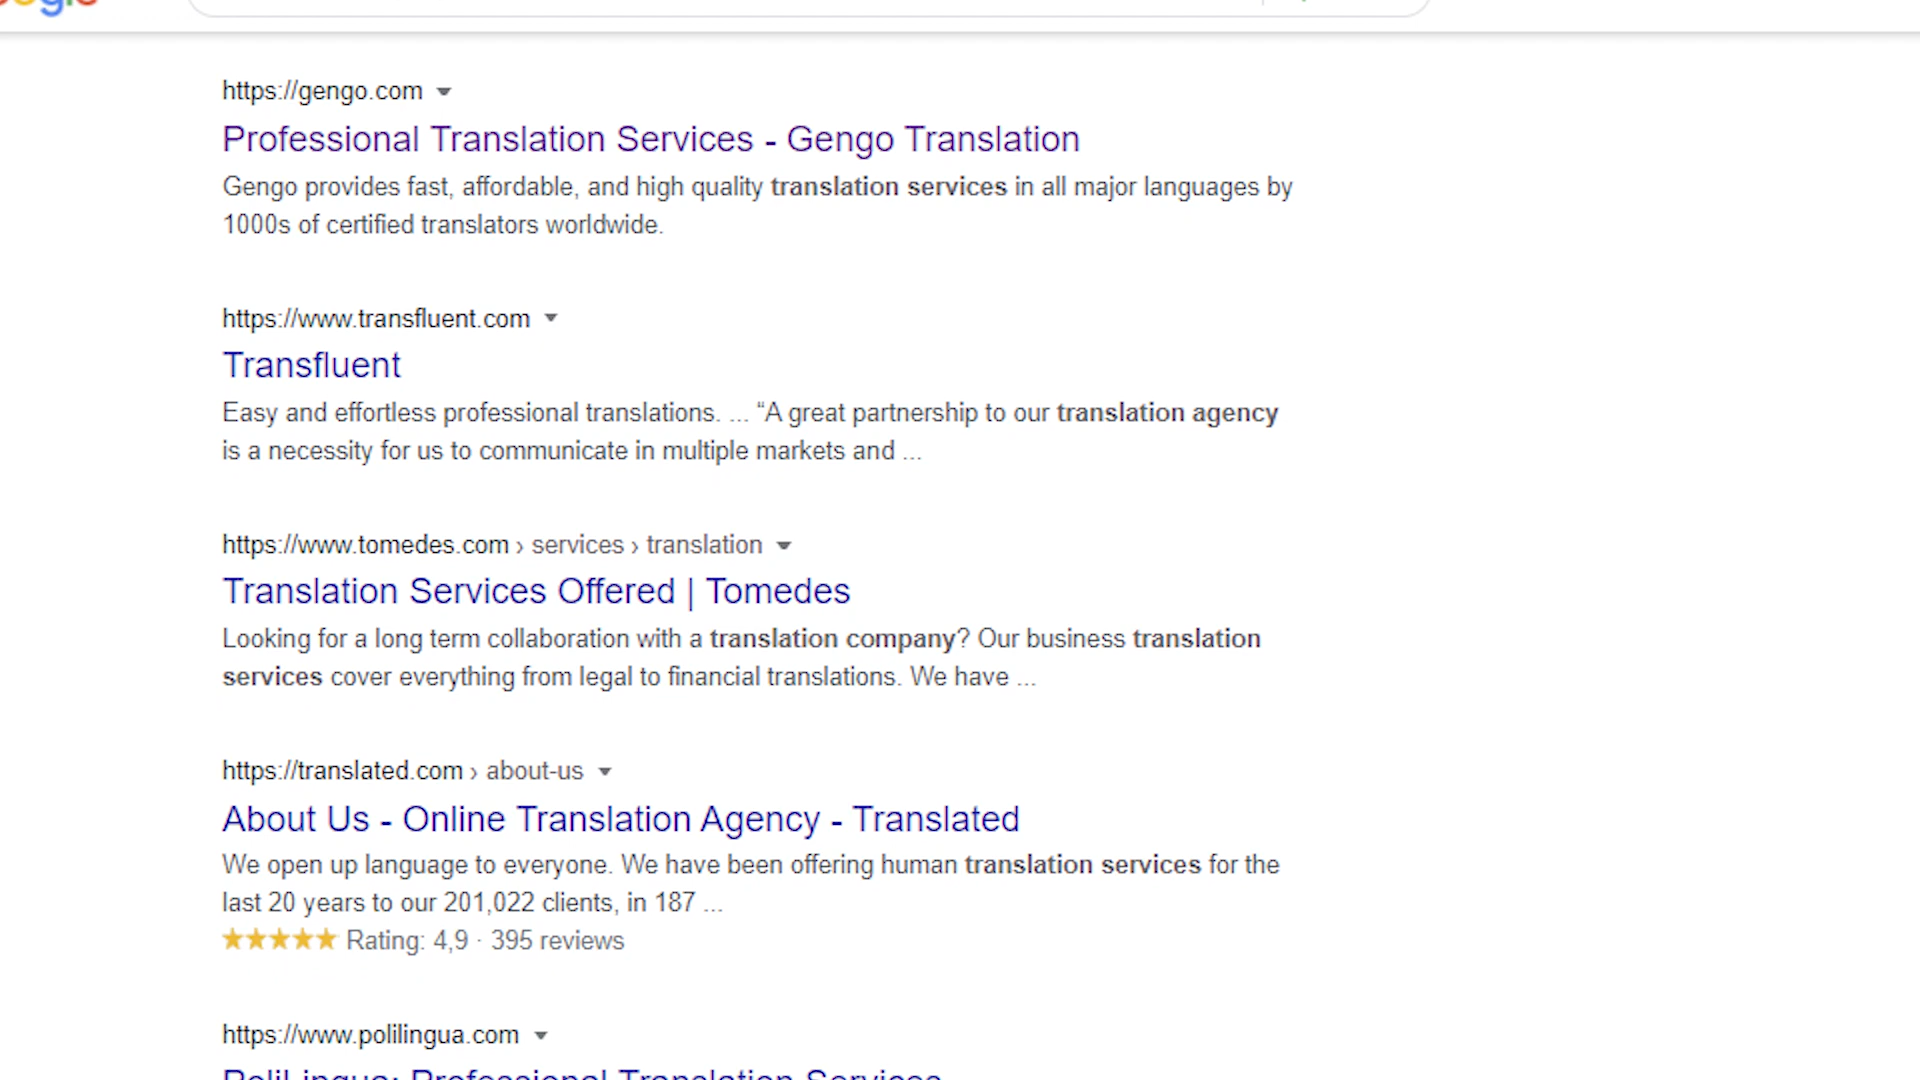 https://gengo.com
Professional Translation Services - Gengo Translation
Gengo provides fast, affordable, and high quality translation services in all major languages by
1000s of certified translators worldwide.
https://www.transfluent.com
Transfluent
Easy and effortless professional translations. ... “A great partnership to our translation agency
is a necessity for us to communicate in multiple markets and ...
https://www.tomedes.com › services › translation
Translation Services Offered | Tomedes
Looking for a long term collaboration with a translation company? Our business translation
services cover everything from legal to financial translations. We have ...
https://translated.com › about-us
About Us - Online Translation Agency - Translated
We open up language to everyone. We have been offering human translation services for the
last 20 years to our 201,022 clients, in 187 ...
Rating: 4,9 · 395 reviews
https://www.polilingua.com
PoliLingua: Professional Translation Services